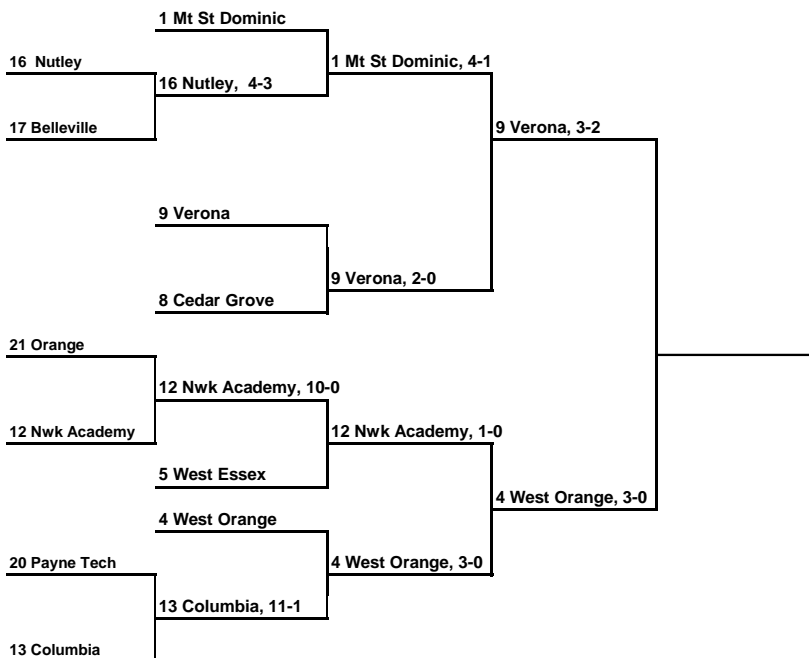 1 Mt St Dominic
16 Nutley
1 Mt St Dominic, 4-1
16 Nutley, 4-3
17 Belleville
9 Verona, 3-2
9 Verona
9 Verona, 2-0
8 Cedar Grove
21 Orange
12 Nwk Academy, 10-0
12 Nwk Academy
12 Nwk Academy, 1-0
5 West Essex
4 West Orange, 3-0
4 West Orange
20 Payne Tech
4 West Orange, 3-0
13 Columbia, 11-1
13 Columbia